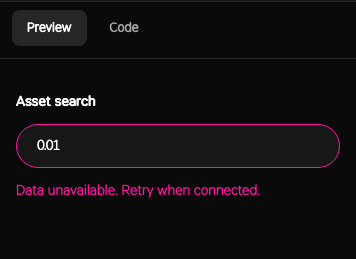 Preview Code
Asset search
0.01
Data unavailable. Retry when connected.